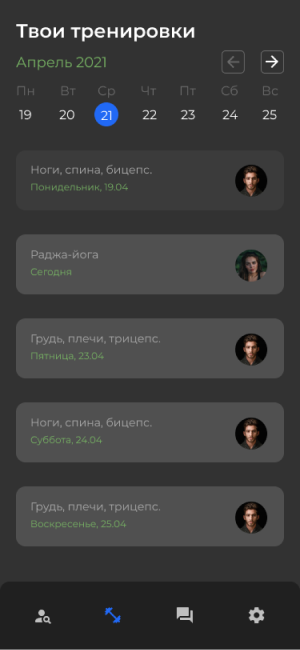 Твои тренировки
Апрель 2021
Пн Вт Ср Чт Пт Сб Вс
19 20 21 22 23 24 25
Ноги, спина, бицепс.
Понедельник, 19.04
Раджа-йога
Сегодня
Грудь, плечи, трицепс.
Пятница, 23.04
Ноги, спина, бицепс.
Суббота, 24.04
Грудь, плечи, трицепс.
Воскресенье, 25.04